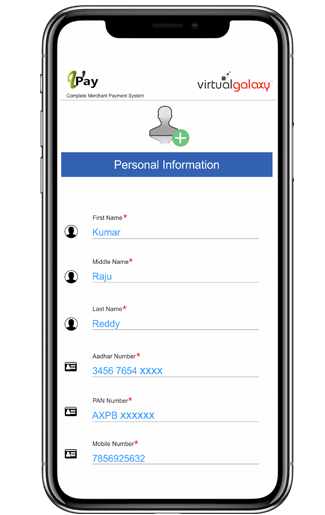 VPay
Complete Merchant Payment System
virtualgalaxy
Personal Information
First Name*
Kumar
Middle Name*
Raju
Last Name*
Reddy
Aadhar Number*
3456 7654 xxxx
PAN Number*
AXPB xxxxxx
Mobile Number*
7856925632